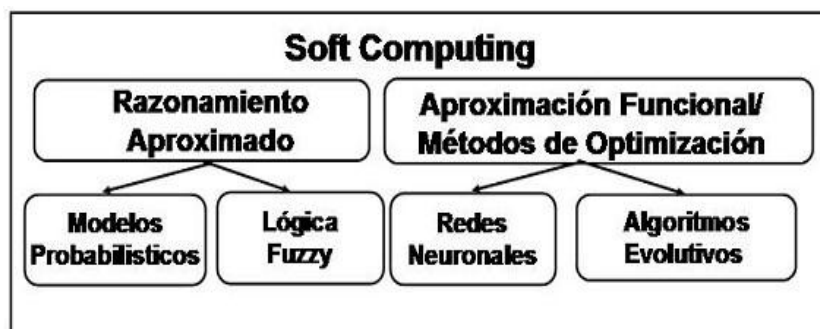 Soft Computing
Razonamiento
Aproximado
Aproximación Funcional/
Métodos de Optimización
Modelos
Probabilisticos
Lógica
Fuzzy
Redes
Neuronales
Algoritmos
Evolutivos